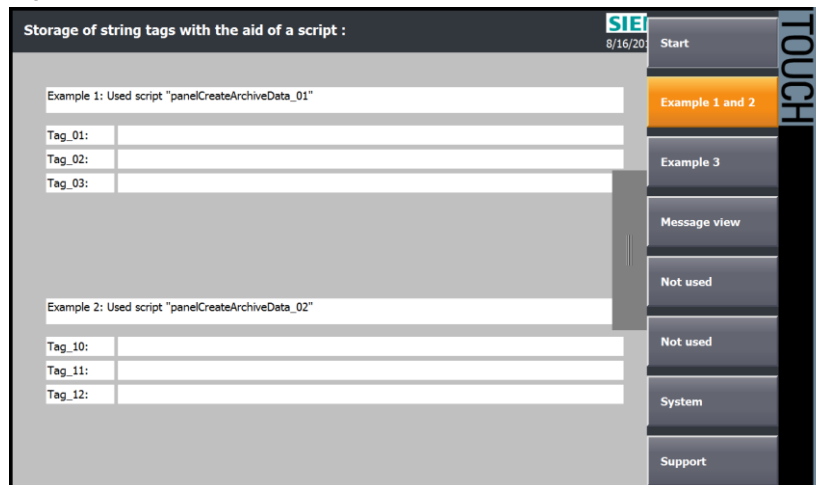 Storage of string tags with the aid of a script :
8/16/20
Example 1: Used script "panelCreateArchiveData_01"
Tag_01:
Tag_02:
Tag_03:
Example 2: Used script "panelCreateArchiveData_02"
Tag_10:
Tag_11:
Tag_12:
Start
Example 1 and 2
Example 3
Message view
Not used
Not used
System
Support
TOUCH